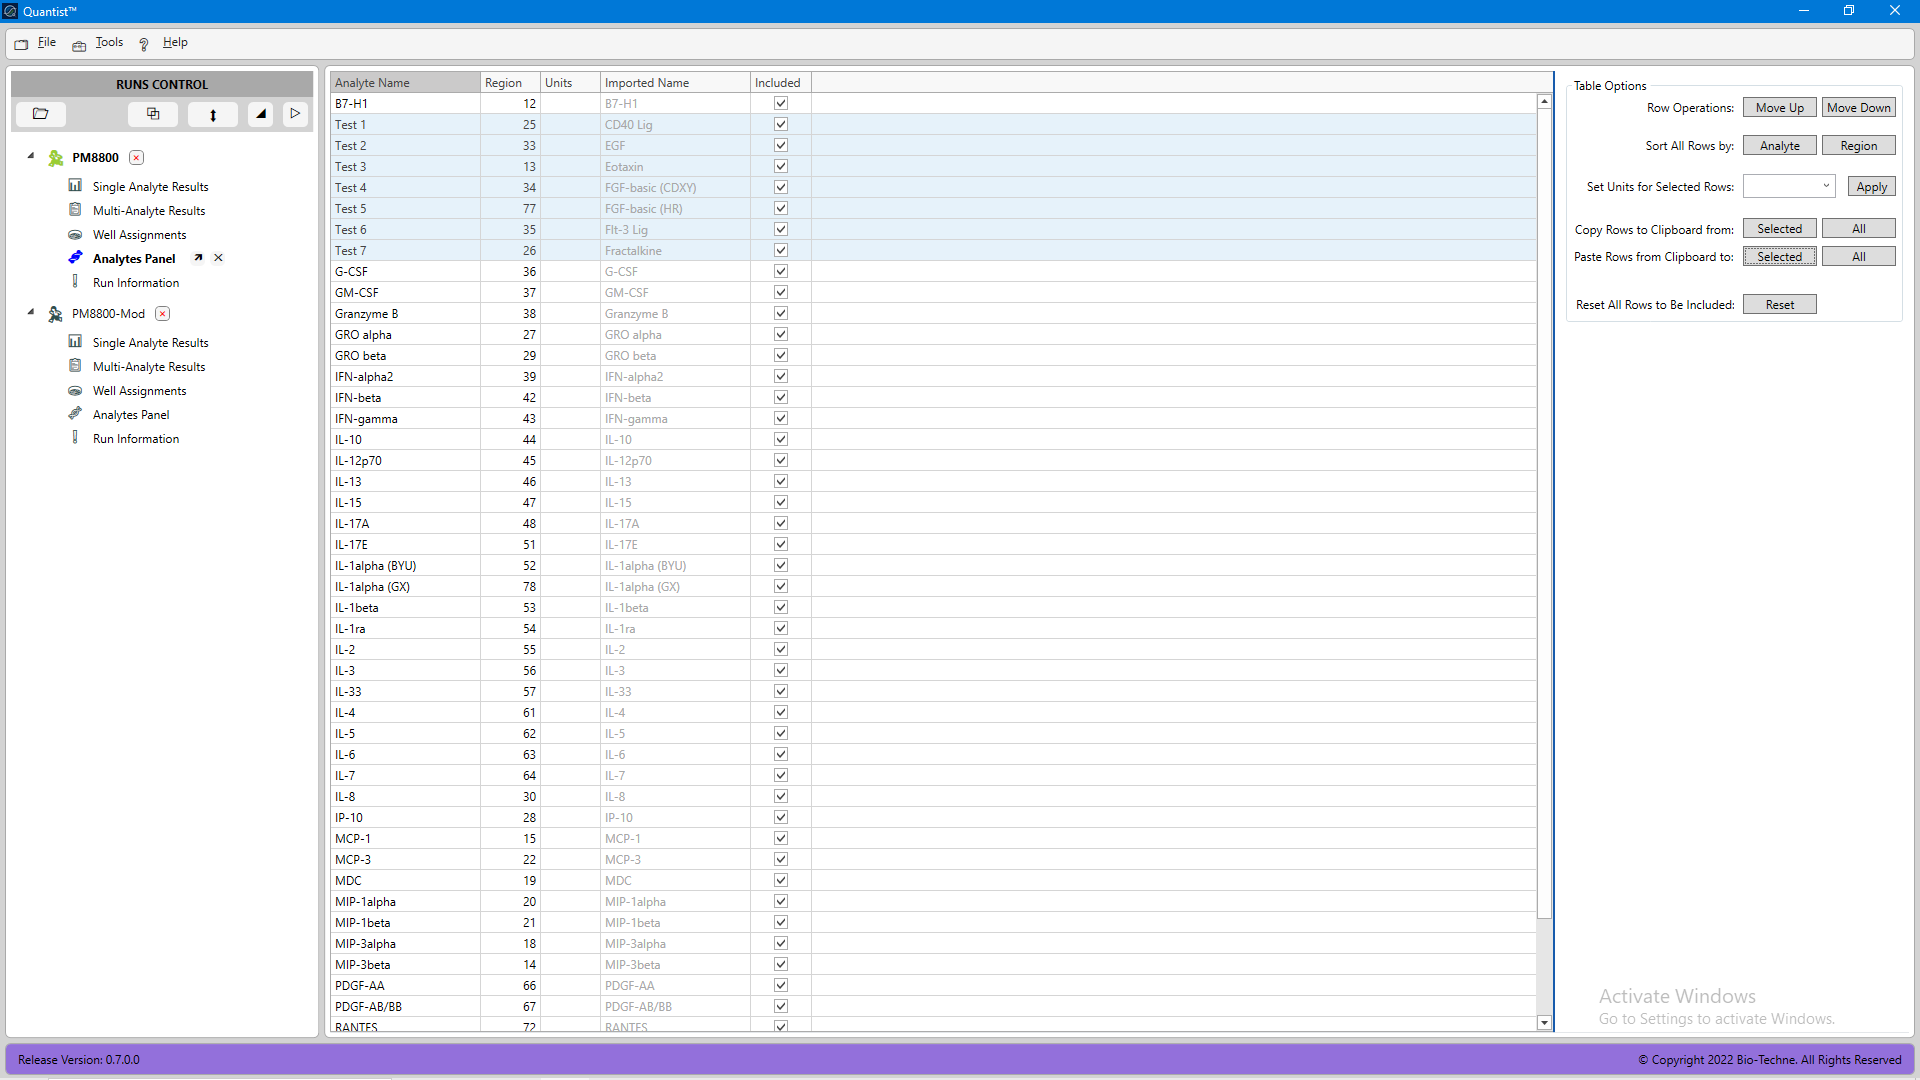 Quantist™
File Tools ? Help
RUNS CONTROL
PM8800
Single Analyte Results
Multi-Analyte Results
Well Assignments
Analytes Panel
Run Information
PM8800-Mod
Single Analyte Results
Multi-Analyte Results
Well Assignments
Analytes Panel
Run Information
Analyte Name Region Units Imported Name Included
B7-H1 12 B7-H1
Test 1 25 CD40 Lig
Test 2 33 EGF
Test 3 13 Eotaxin
Test 4 34 FGF-basic (CDXY)
Test 5 77 FGF-basic (HR)
Test 6 35 Flt-3 Lig
Test 7 26 Fractalkine
G-CSF 36 G-CSF
GM-CSF 37 GM-CSF
Granzyme B 38 Granzyme B
GRO alpha 27 GRO alpha
GRO beta 29 GRO beta
IFN-alpha2 39 IFN-alpha2
IFN-beta 42 IFN-beta
IFN-gamma 43 IFN-gamma
IL-10 44 IL-10
IL-12p70 45 IL-12p70
IL-13 46 IL-13
IL-15 47 IL-15
IL-17A 48 IL-17A
IL-17E 51 IL-17E
IL-1alpha (BYU) 52 IL-1alpha (BYU)
IL-1alpha (GX) 78 IL-1alpha (GX)
IL-1beta 53 IL-1beta
IL-1ra 54 IL-1ra
IL-2 55 IL-2
IL-3 56 IL-3
IL-33 57 IL-33
IL-4 61 IL-4
IL-5 62 IL-5
IL-6 63 IL-6
IL-7 64 IL-7
IL-8 30 IL-8
IP-10 28 IP-10
MCP-1 15 MCP-1
MCP-3 22 MCP-3
MDC 19 MDC
MIP-1alpha 20 MIP-1alpha
MIP-1beta 21 MIP-1beta
MIP-3alpha 18 MIP-3alpha
MIP-3beta 14 MIP-3beta
PDGF-AA 66 PDGF-AA
PDGF-AB/BB 67 PDGF-AB/BB
RANTES 72 RANTES
Table Options
Row Operations: Move Up Move Down
Sort All Rows by: Analyte Region
Set Units for Selected Rows: Apply
Copy Rows to Clipboard from: Selected All
Paste Rows from Clipboard to: Selected All
Reset All Rows to Be Included: Reset
Activate Windows
Go to Settings to activate Windows.
Release Version: 0.7.0.0
© Copyright 2022 Bio-Techne. All Rights Reserved